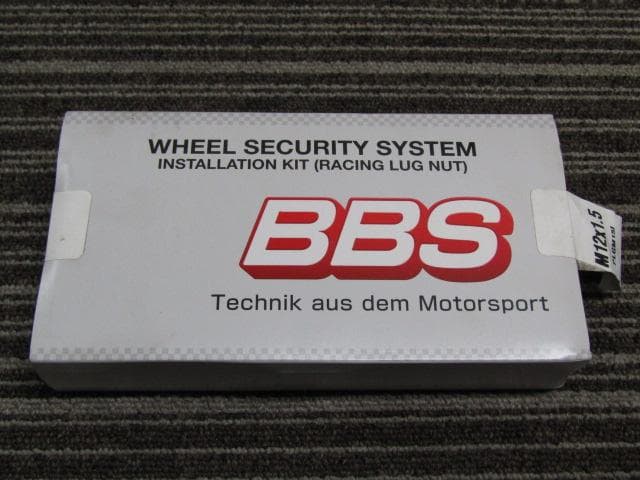 WHEEL SECURITY SYSTEM
INSTALLATION KIT (RACING LUG NUT)
BBS
Technik aus dem Motorsport
M12x1.5